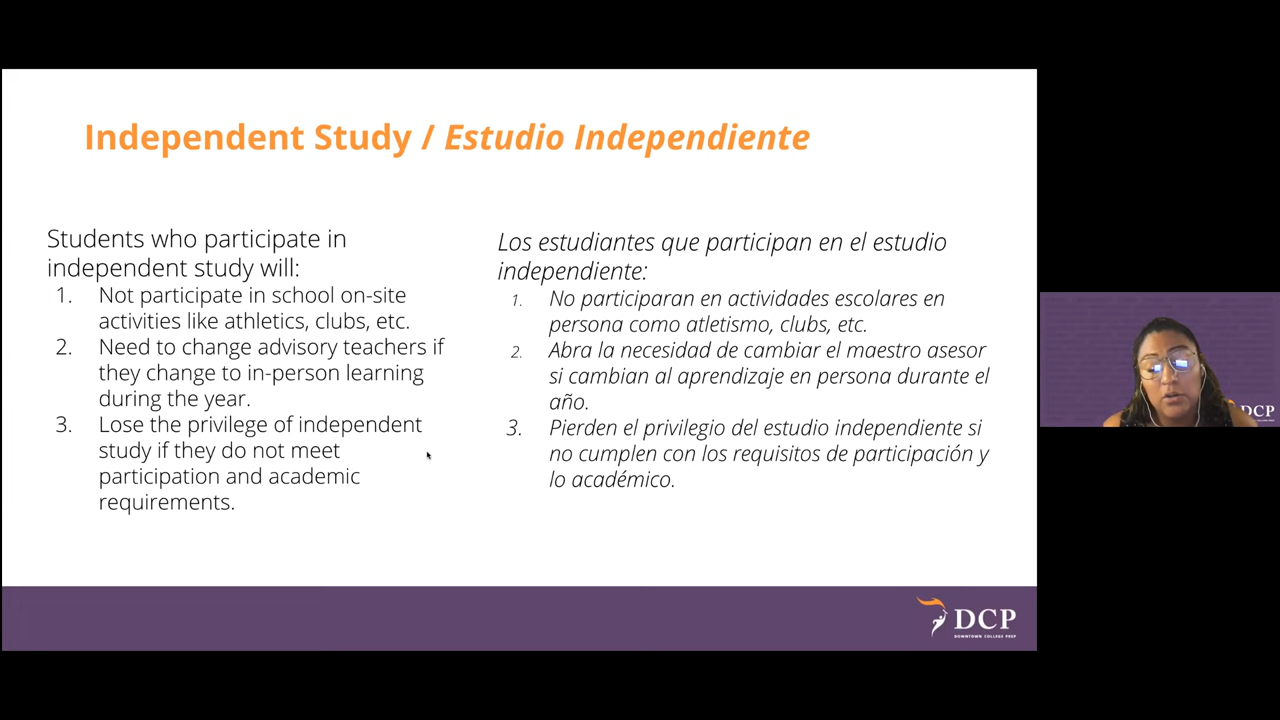 Independent Study / Estudio Independiente
Students who participate in
independent study will:
1. Not participate in school on-site
activities like athletics, clubs, etc.
2. Need to change advisory teachers if
they change to in-person learning
during the year.
3. Lose the privilege of independent
study if they do not meet
participation and academic
requirements.
Los estudiantes que participan en el estudio
independiente:
1. No participaran en actividades escolares en
persona como atletismo, clubs, etc.
2. Abra la necesidad de cambiar el maestro asesor
si cambian al aprendizaje en persona durante el
año.
3. Pierden el privilegio del estudio independiente si
no cumplen con los requisitos de participación y
lo académico.
DCP
DOWNTOWN COLLEGE PREP
DCP